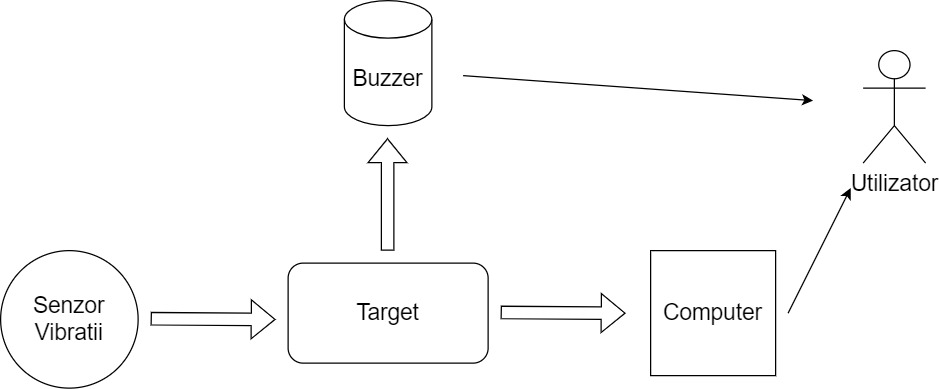 Buzzer
Utilizator
Senzor
Vibratii
Target
Computer